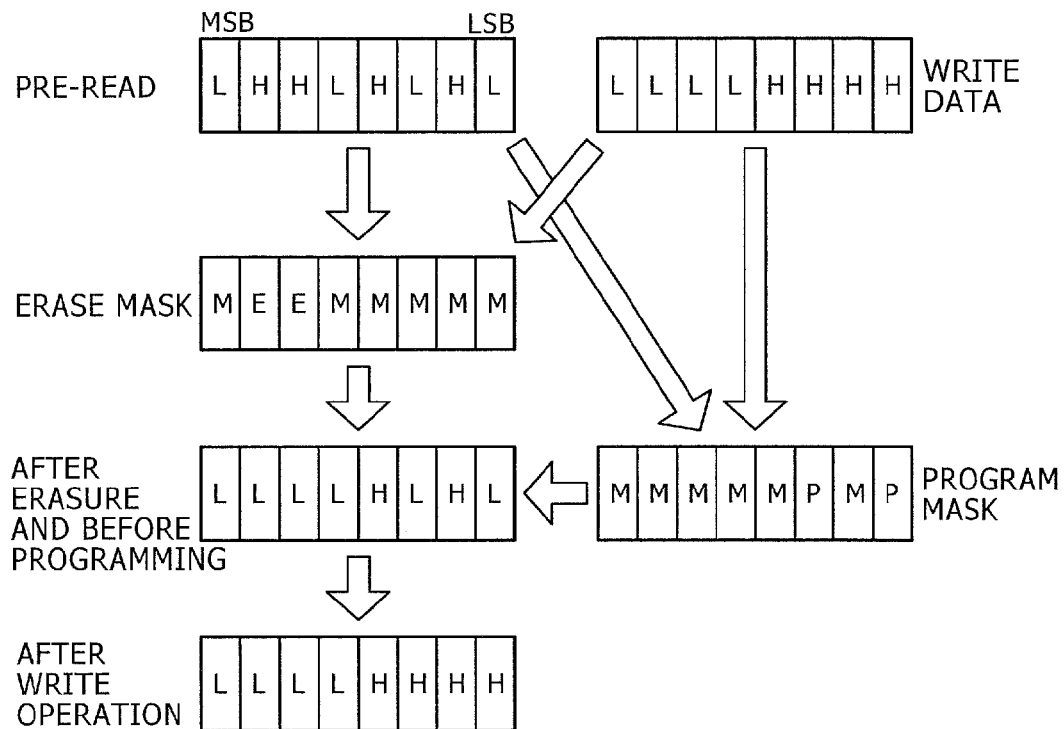 MSB LSB
PRE-READ
L H H L H L H L
L L L L H H H H
WRITE
DATA
ERASE MASK
M E E M M M M M
AFTER
ERASURE
AND BEFORE
PROGRAMMING
L L L L H L H L
M M M M M P M P
PROGRAM
MASK
AFTER
WRITE
OPERATION
L L L L H H H H